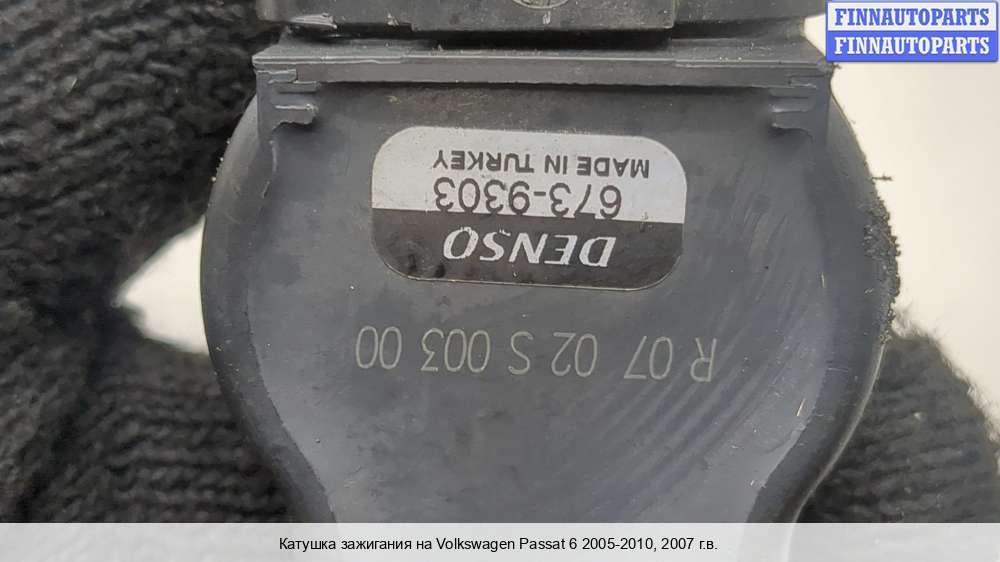 FINNAUTOPARTS
FINNAUTOPARTS
DENSO
673-9303
MADE IN TURKEY
R 07 02 S 003 00
Катушка зажигания на Volkswagen Passat 6 2005-2010, 2007 г.в.